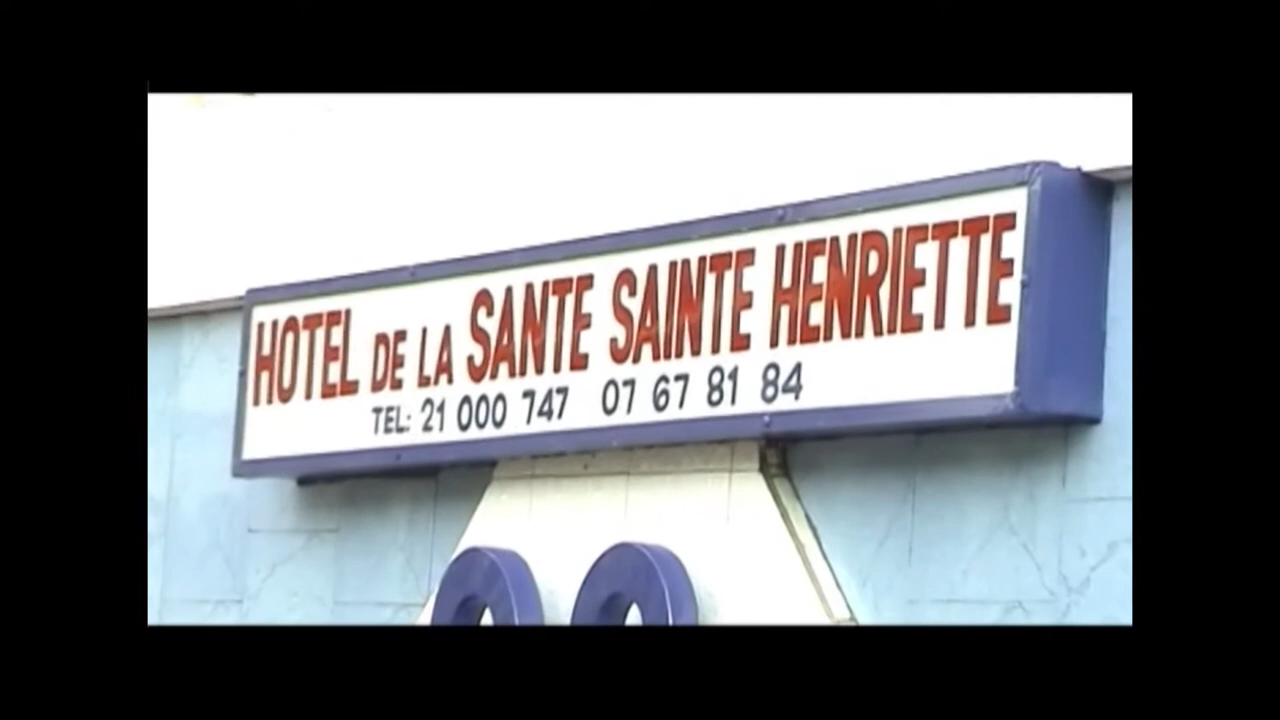 HOTEL DE LA SANTE SAINTE HENRIETTE
TEL: 21 000 747 07 67 81 84